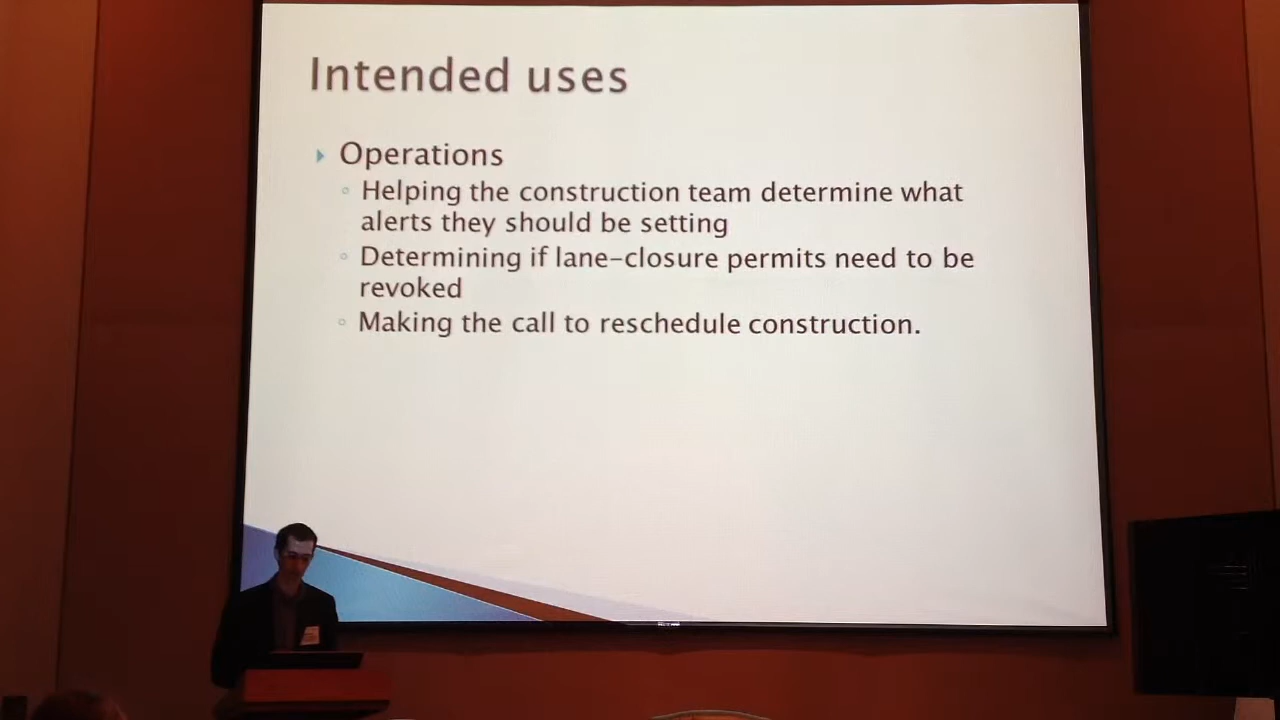 Intended uses
Operations
Helping the construction team determine what
alerts they should be setting
Determining if lane-closure permits need to be
revoked
Making the call to reschedule construction.